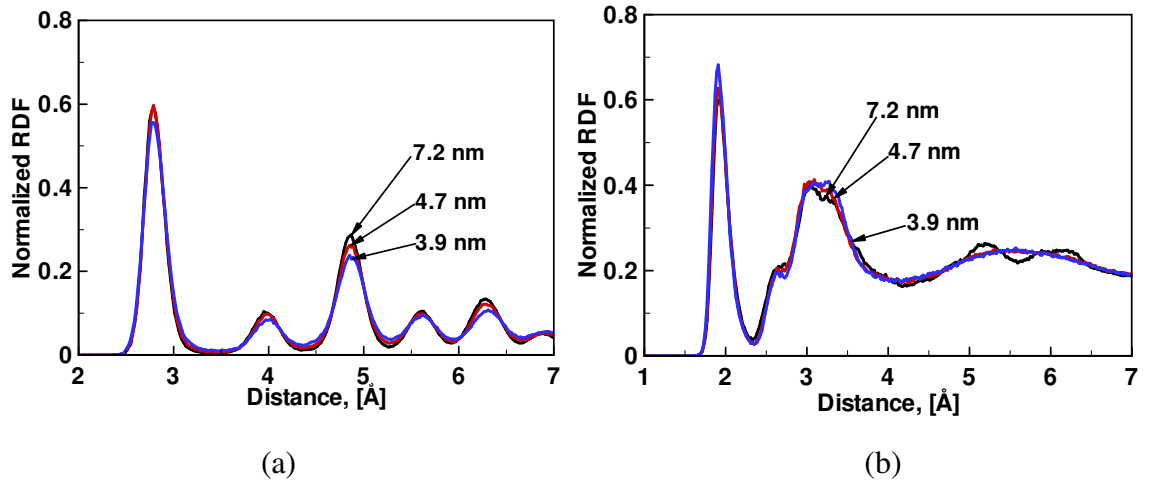 0.8
0.6
0.4
0.2
0
Normalized RDF
7.2 nm
4.7 nm
3.9 nm
2 3 4 5 6 7
Distance, [Å]
(a)
0.8
0.6
0.4
0.2
0
Normalized RDF
7.2 nm
4.7 nm
3.9 nm
1 2 3 4 5 6 7
Distance, [Å]
(b)